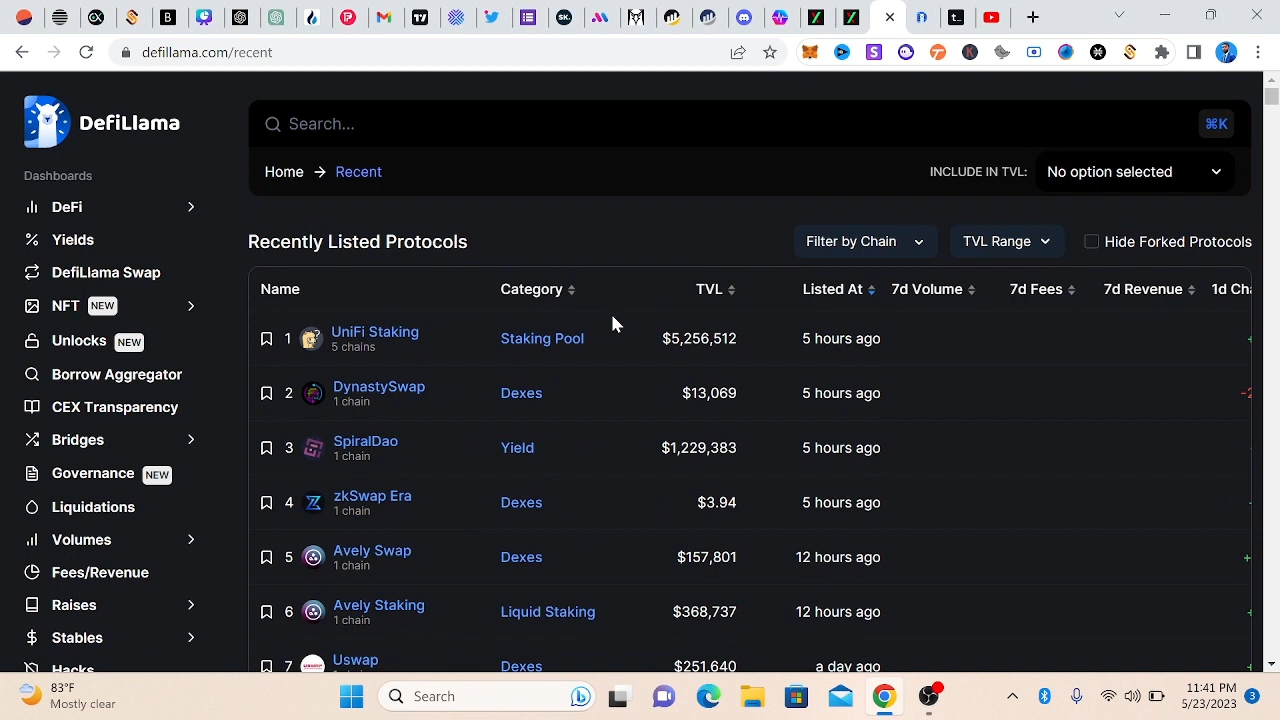 defillama.com/recent
DefiLlama
Search...
⌘K
Home → Recent
INCLUDE IN TVL:
No option selected
Dashboards
DeFi
Yields
DefiLlama Swap
NFT NEW
Unlocks NEW
Borrow Aggregator
CEX Transparency
Bridges
Governance NEW
Liquidations
Volumes
Fees/Revenue
Raises
Stables
Hacks
Recently Listed Protocols
Filter by Chain
TVL Range
Hide Forked Protocols
Name Category TVL Listed At 7d Volume 7d Fees 7d Revenue 1d Cha
1 UniFi Staking Staking Pool $5,256,512 5 hours ago
5 chains
2 DynastySwap Dexes $13,069 5 hours ago
1 chain
3 SpiralDao Yield $1,229,383 5 hours ago
1 chain
4 zkSwap Era Dexes $3.94 5 hours ago
1 chain
5 Avely Swap Dexes $157,801 12 hours ago
1 chain
6 Avely Staking Liquid Staking $368,737 12 hours ago
1 chain
7 Uswap Dexes $251,640 a day ago
83°F
Mostly clear
Search
11:41 PM
5/23/2023
3